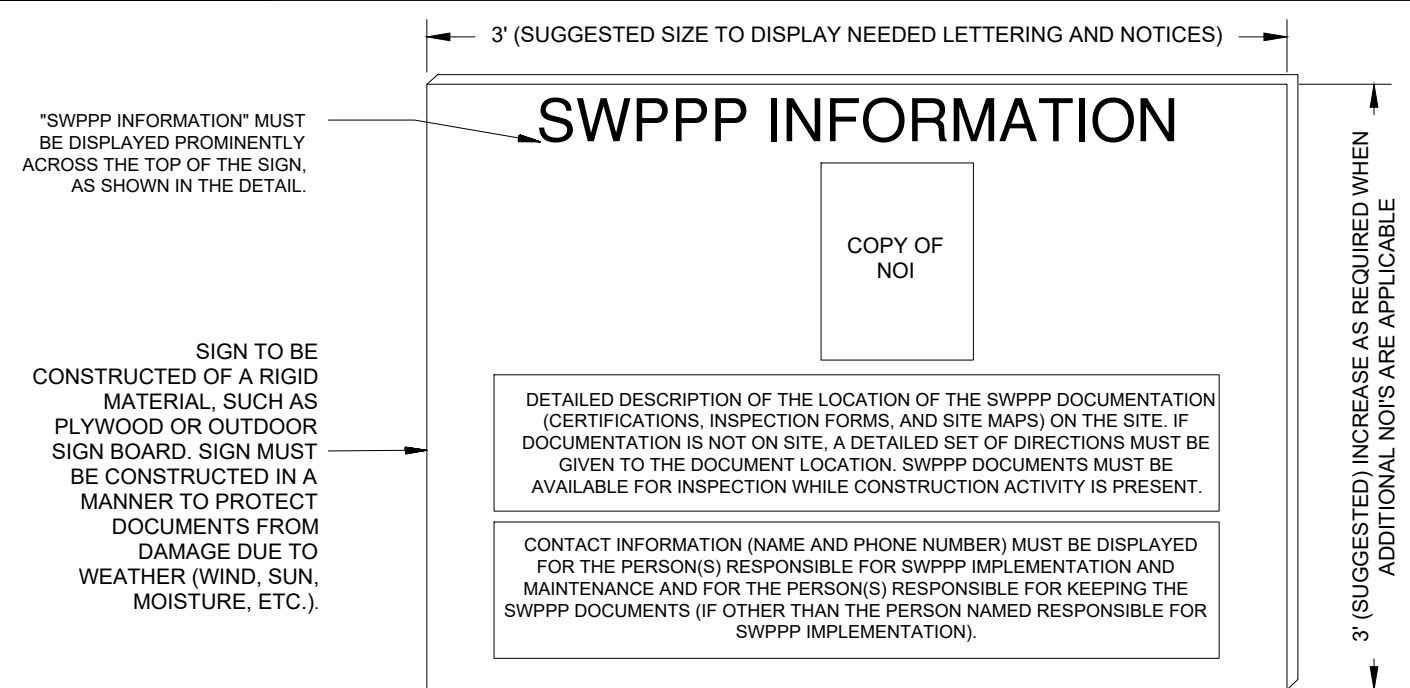 3' (SUGGESTED SIZE TO DISPLAY NEEDED LETTERING AND NOTICES)
"SWPPP INFORMATION" MUST
BE DISPLAYED PROMINENTLY
ACROSS THE TOP OF THE SIGN,
AS SHOWN IN THE DETAIL.
SWPPP INFORMATION
COPY OF
NOI
SIGN TO BE
CONSTRUCTED OF A RIGID
MATERIAL, SUCH AS
PLYWOOD OR OUTDOOR
SIGN BOARD. SIGN MUST
BE CONSTRUCTED IN A
MANNER TO PROTECT
DOCUMENTS FROM
DAMAGE DUE TO
WEATHER (WIND, SUN,
MOISTURE, ETC.).
DETAILED DESCRIPTION OF THE LOCATION OF THE SWPPP DOCUMENTATION
(CERTIFICATIONS, INSPECTION FORMS, AND SITE MAPS) ON THE SITE. IF
DOCUMENTATION IS NOT ON SITE, A DETAILED SET OF DIRECTIONS MUST BE
GIVEN TO THE DOCUMENT LOCATION. SWPPP DOCUMENTS MUST BE
AVAILABLE FOR INSPECTION WHILE CONSTRUCTION ACTIVITY IS PRESENT.
CONTACT INFORMATION (NAME AND PHONE NUMBER) MUST BE DISPLAYED
FOR THE PERSON(S) RESPONSIBLE FOR SWPPP IMPLEMENTATION AND
MAINTENANCE AND FOR THE PERSON(S) RESPONSIBLE FOR KEEPING THE
SWPPP DOCUMENTS (IF OTHER THAN THE PERSON NAMED RESPONSIBLE FOR
SWPPP IMPLEMENTATION).
3' (SUGGESTED) INCREASE AS REQUIRED WHEN
ADDITIONAL NOI'S ARE APPLICABLE